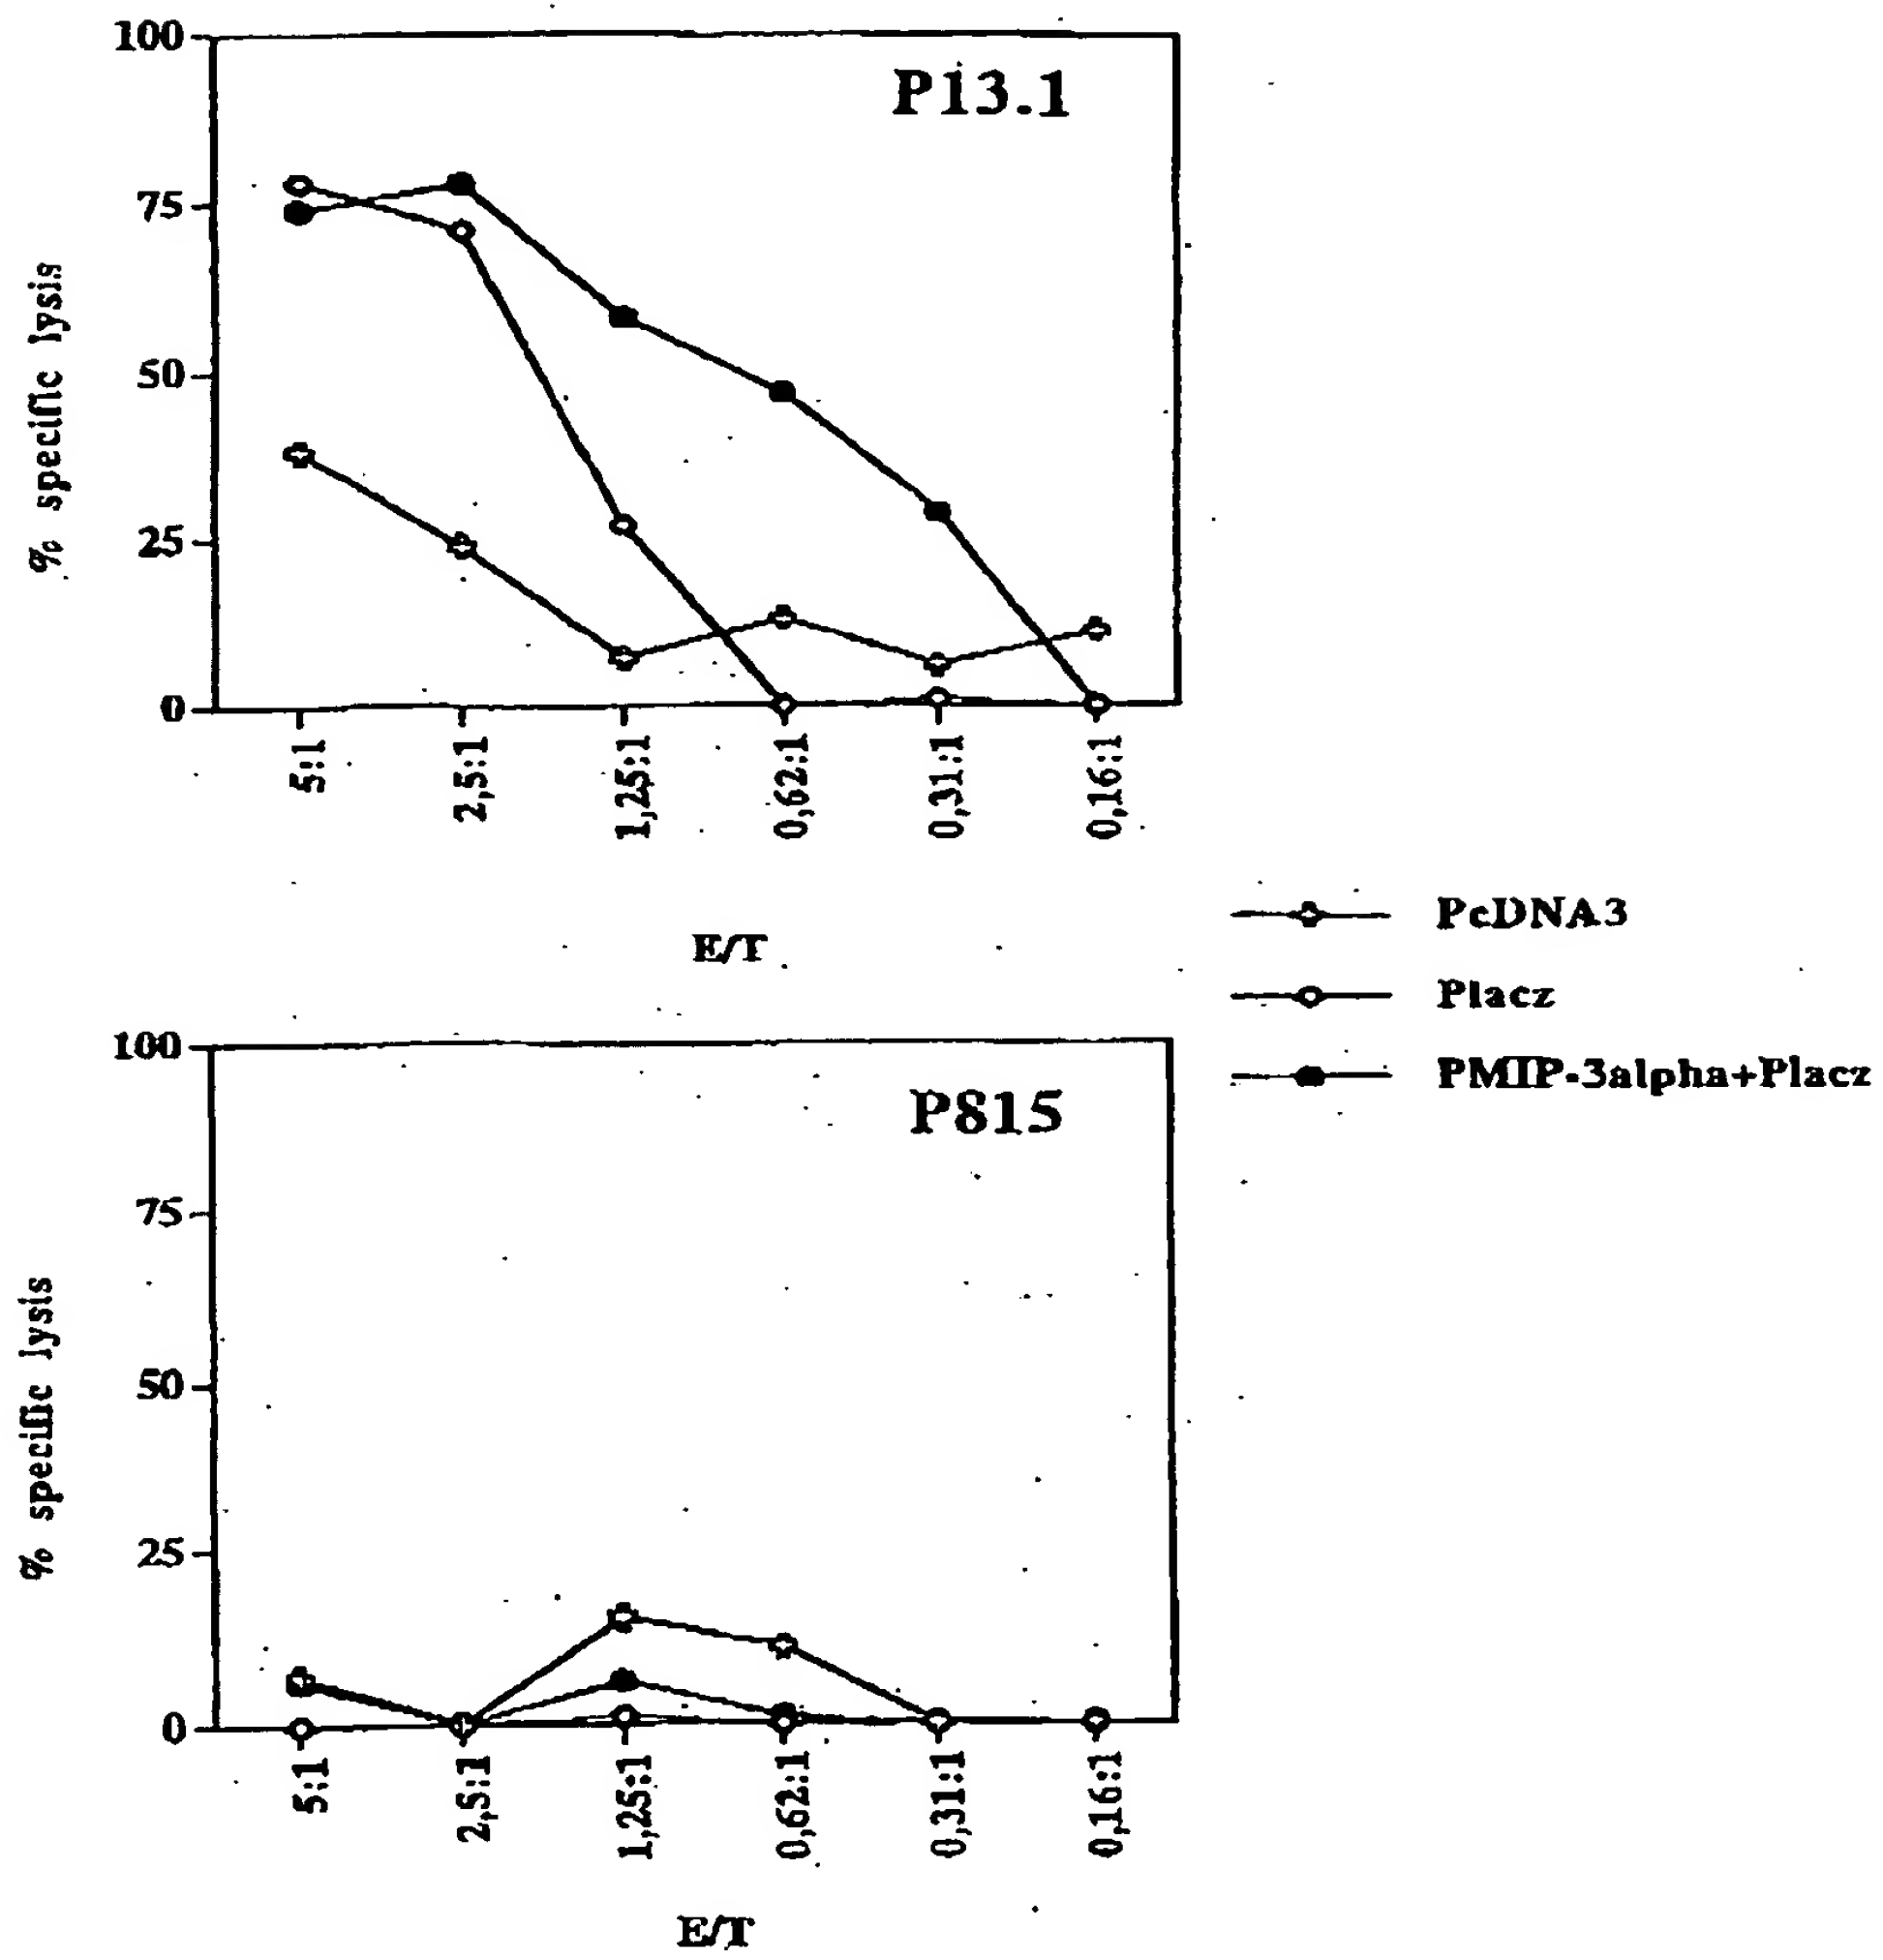 100
P13.1
75
50
25
0
% specific lysis
5:1
2,5:1
1,25:1
0,62:1
0,31:1
0,16:1
E/T
PcDNA3
Placz
PMIP-3alpha+Placz
100
P815
75
50
25
0
% specific lysis
5:1
2,5:1
1,25:1
0,62:1
0,31:1
0,16:1
E/T